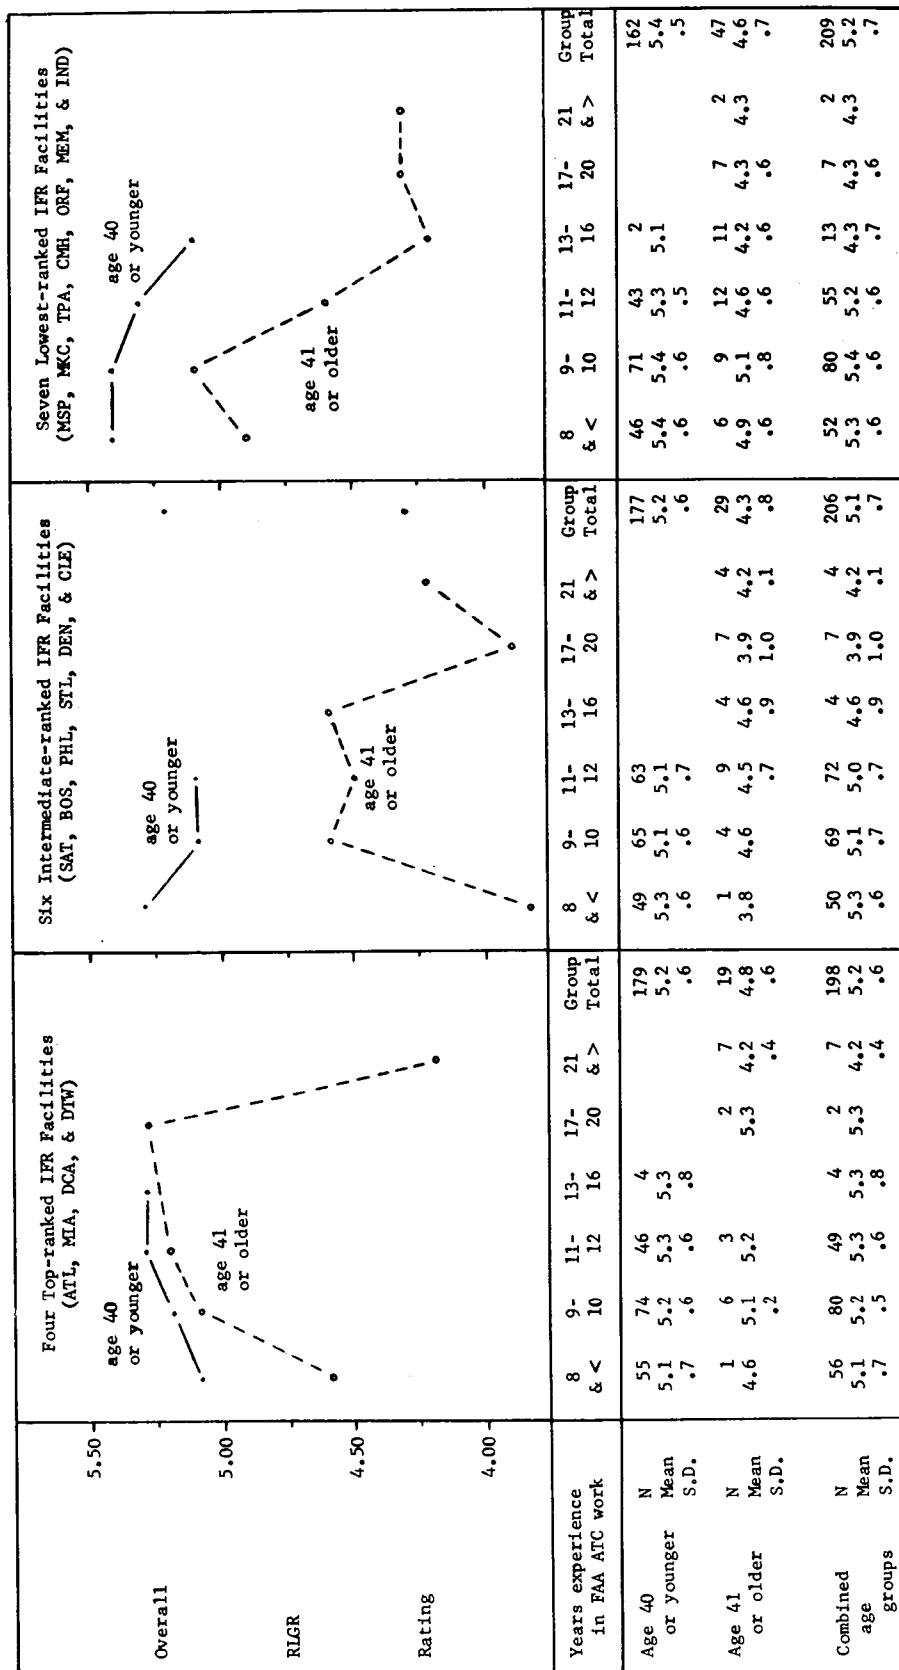 Four Top-ranked IFR Facilities
(ATL, MIA, DCA, & DTW)
Six Intermediate-ranked IFR Facilities
(SAT, BOS, PHL, STL, DEN, & CLE)
Seven Lowest-ranked IFR Facilities
(MSP, MKC, TPA, CMH, ORF, MEM, & IND)
Overall
RLGR
Rating
5.50
5.00
4.50
4.00
age 40
or younger
age 41
or older
age 40
or younger
age 41
or older
age 40
or younger
age 41
or older
Years experience
in FAA ATC work
8 9- 11- 13- 17- 21 Group 8 9- 11- 13- 17- 21 Group 8 9- 11- 13- 17- 21 Group
& < 10 12 16 20 & > Total & < 10 12 16 20 & > Total & < 10 12 16 20 & > Total
Age 40 N 55 74 46 4 179 49 65 63 177 46 71 43 2 162
or younger Mean 5.1 5.2 5.3 5.3 5.2 5.3 5.1 5.1 5.2 5.4 5.4 5.3 5.1 5.4
S.D. .7 .6 .6 .8 .6 .6 .6 .7 .6 .6 .6 .5 .5
Age 41 N 1 6 3 2 7 19 1 4 9 4 7 4 29 6 9 12 11 7 2 47
or older Mean 4.6 5.1 5.2 5.3 4.2 4.8 3.8 4.6 4.5 4.6 3.9 4.2 4.3 4.9 5.1 4.6 4.2 4.3 4.3 4.6
S.D. .2 .4 .6 .7 .9 1.0 .1 .8 .6 .8 .6 .6 .6 .7
Combined N 56 80 49 4 2 7 198 50 69 72 4 7 4 206 52 80 55 13 7 2 209
age Mean 5.1 5.2 5.3 5.3 5.3 4.2 5.2 5.3 5.1 5.0 4.6 3.9 4.2 5.1 5.3 5.4 5.2 4.3 4.3 4.3 5.2
groups S.D. .7 .5 .6 .8 .4 .6 .6 .7 .7 .9 1.0 .1 .7 .6 .6 .6 .7 .6 .7